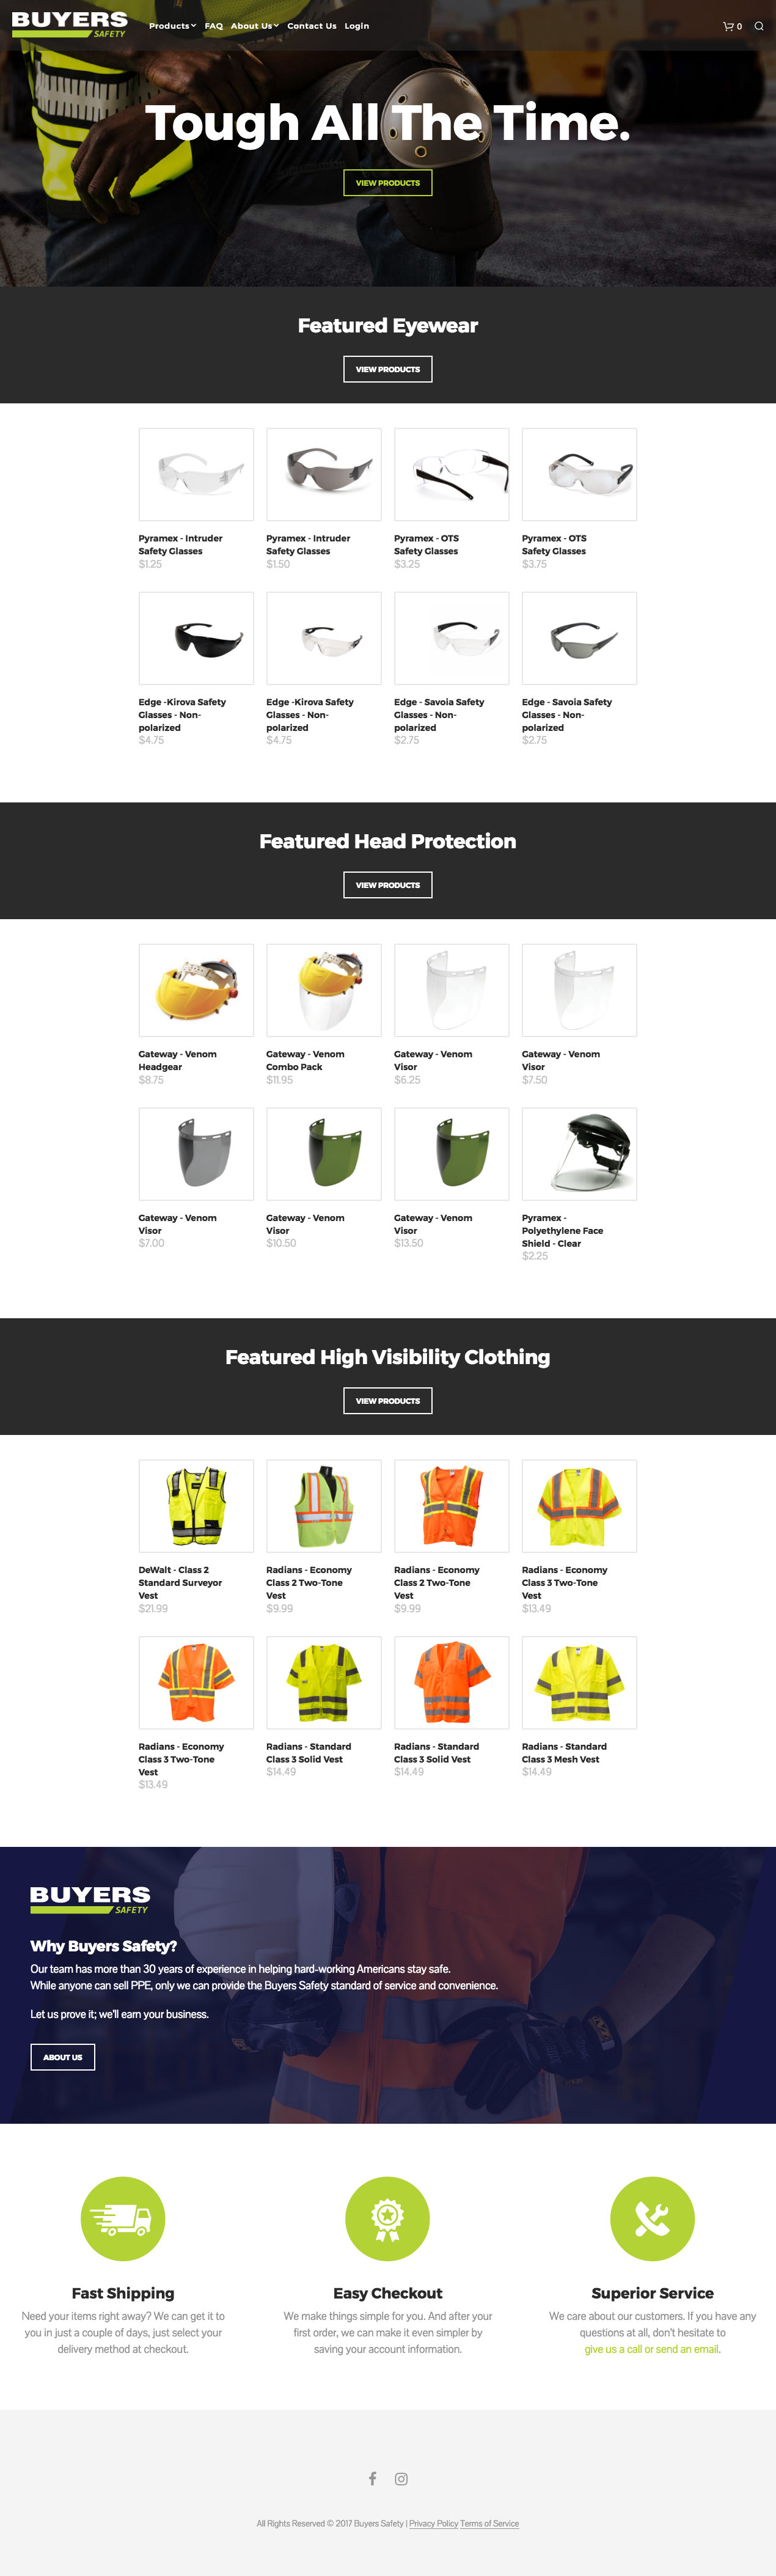 BUYERS
SAFETY
Products FAQ About Us Contact Us Login
0
Tough All The Time.
VIEW PRODUCTS
Featured Eyewear
VIEW PRODUCTS
Pyramex - Intruder
Safety Glasses
$1.25
Pyramex - Intruder
Safety Glasses
$1.50
Pyramex - OTS
Safety Glasses
$3.25
Pyramex - OTS
Safety Glasses
$3.75
Edge -Kirova Safety
Glasses - Non-
polarized
$4.75
Edge -Kirova Safety
Glasses - Non-
polarized
$4.75
Edge - Savoia Safety
Glasses - Non-
polarized
$2.75
Edge - Savoia Safety
Glasses - Non-
polarized
$2.75
Featured Head Protection
VIEW PRODUCTS
Gateway - Venom
Headgear
$8.75
Gateway - Venom
Combo Pack
$11.95
Gateway - Venom
Visor
$6.25
Gateway - Venom
Visor
$7.50
Gateway - Venom
Visor
$7.00
Gateway - Venom
Visor
$10.50
Gateway - Venom
Visor
$13.50
Pyramex -
Polyethylene Face
Shield - Clear
$2.25
Featured High Visibility Clothing
VIEW PRODUCTS
DeWalt - Class 2
Standard Surveyor
Vest
$21.99
Radians - Economy
Class 2 Two-Tone
Vest
$9.99
Radians - Economy
Class 2 Two-Tone
Vest
$9.99
Radians - Economy
Class 3 Two-Tone
Vest
$13.49
Radians - Economy
Class 3 Two-Tone
Vest
$13.49
Radians - Standard
Class 3 Solid Vest
$14.49
Radians - Standard
Class 3 Solid Vest
$14.49
Radians - Standard
Class 3 Mesh Vest
$14.49
BUYERS
SAFETY
Why Buyers Safety?
Our team has more than 30 years of experience in helping hard-working Americans stay safe.
While anyone can sell PPE, only we can provide the Buyers Safety standard of service and convenience.
Let us prove it; we'll earn your business.
ABOUT US
Fast Shipping
Need your items right away? We can get it to
you in just a couple of days, just select your
delivery method at checkout.
Easy Checkout
We make things simple for you. And after your
first order, we can make it even simpler by
saving your account information.
Superior Service
We care about our customers. If you have any
questions at all, don't hesitate to
give us a call or send an email.
All Rights Reserved © 2017 Buyers Safety | Privacy Policy Terms of Service